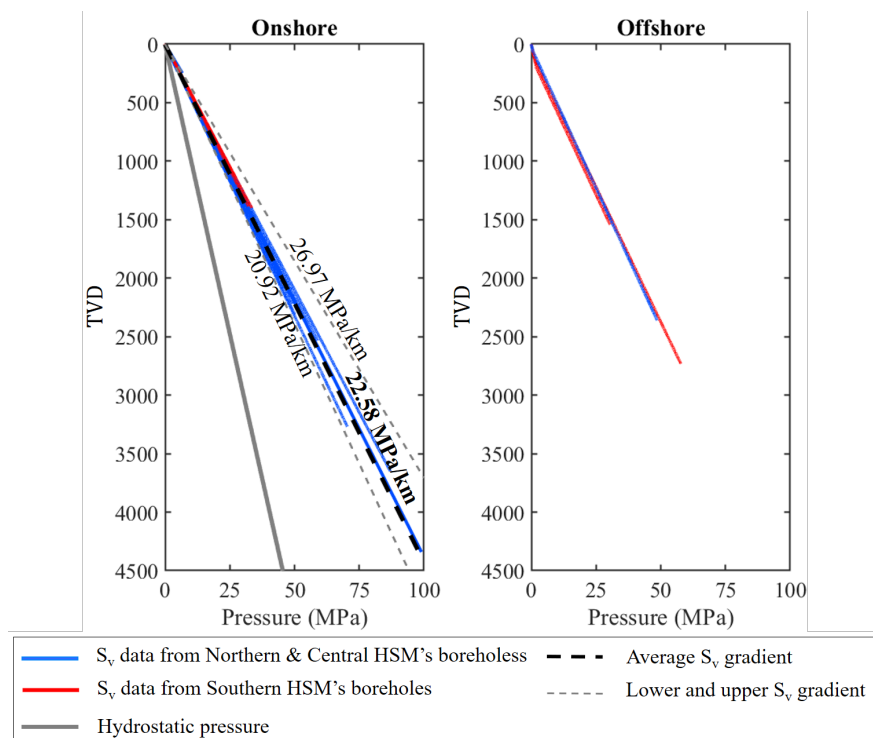 Onshore
Offshore
0
500
1000
1500
2000
2500
3000
3500
4000
4500
TVD
0
25
50
75
100
Pressure (MPa)
26.97 MPa/km
20.92 MPa/km
22.58 MPa/km
0
500
1000
1500
2000
2500
3000
3500
4000
4500
TVD
0
25
50
75
100
Pressure (MPa)
Sv data from Northern & Central HSM's boreholess
Sv data from Southern HSM's boreholes
Hydrostatic pressure
Average Sv gradient
Lower and upper Sv gradient